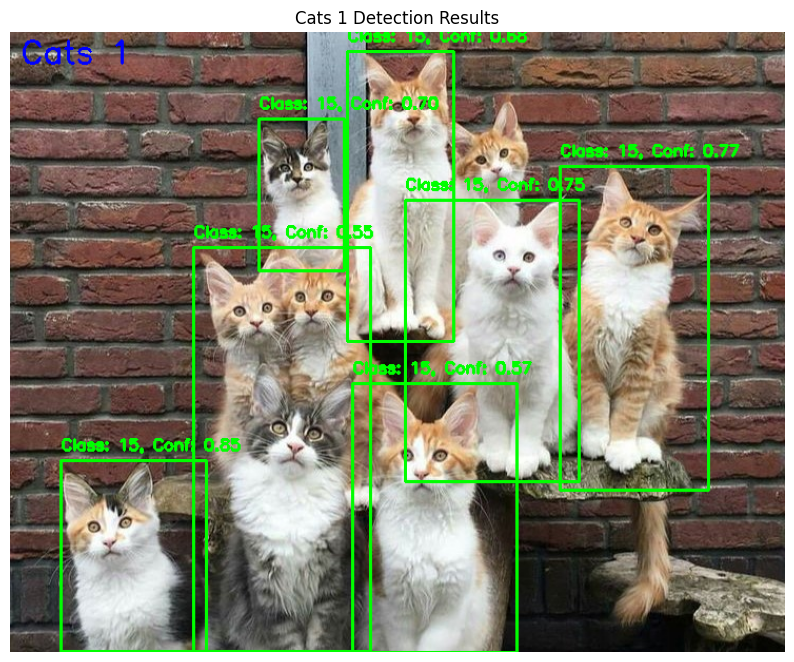 Cats 1 Detection Results
Cats 1
Class: 15, Conf: 0.68
Class: 15, Conf: 0.70
Class: 15, Conf: 0.77
Class: 15, Conf: 0.75
Class: 15, Conf: 0.55
Class: 15, Conf: 0.57
Class: 15, Conf: 0.85